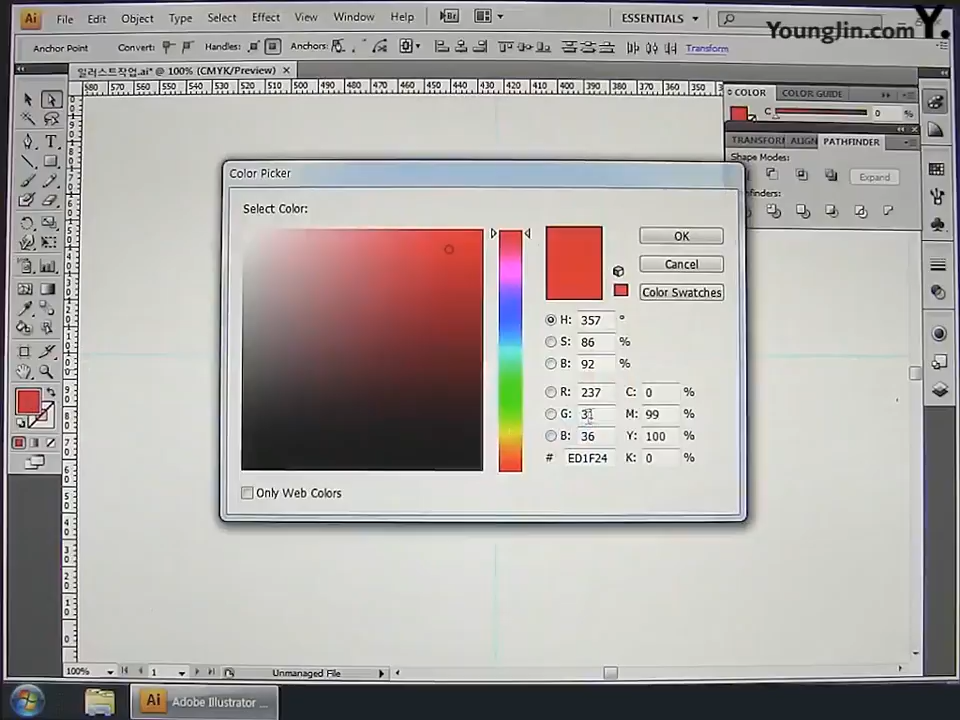 Ai File Edit Object Type Select Effect View Window Help Br ESSENTIALS
YoungJin.com Y.
Anchor Point Convert: Handles: Anchors: Transform
일러스트작업.ai* @ 100% (CMYK/Preview) ×
580 570 560 550 540 530 520 510 500 490 480 470 460 450 440 430 420 410 400 390 380 370 360 350
COLOR COLOR GUIDE
C 0 %
TRANSFORM ALIGN PATHFINDER
Shape Modes:
Expand
Pathfinders:
Color Picker
Select Color:
OK
Cancel
Color Swatches
H: 357 °
S: 86 %
B: 92 %
R: 237 C: 0 %
G: 31 M: 99 %
B: 36 Y: 100 %
# ED1F24 K: 0 %
Only Web Colors
100% 1 Unmanaged File
Ai Adobe Illustrator ...